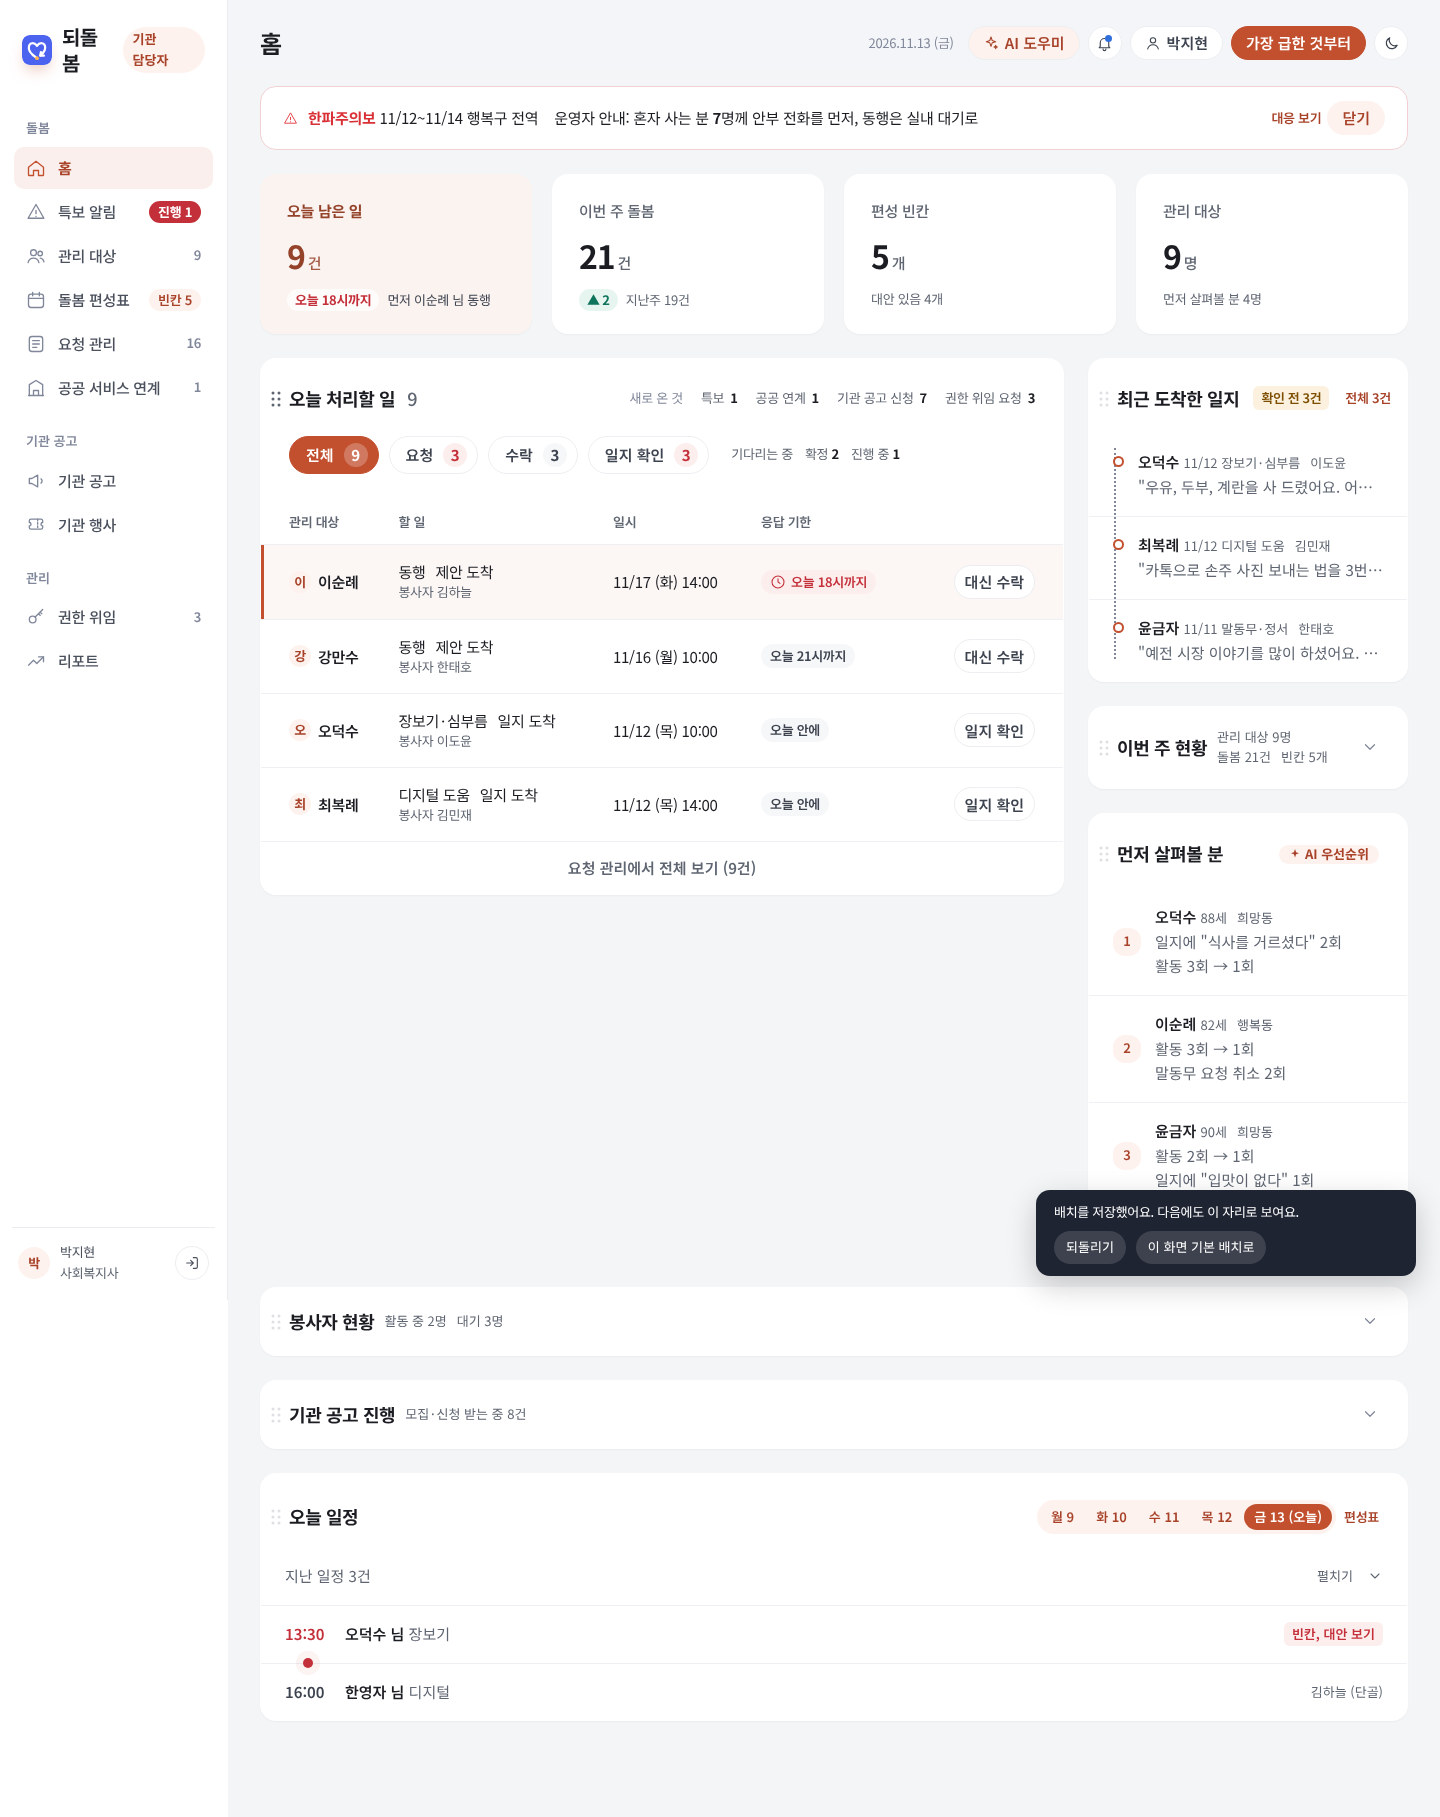 되돌봄
기관 담당자
돌봄
홈
특보 알림 진행 1
관리 대상 9
돌봄 편성표 빈칸 5
요청 관리 16
공공 서비스 연계 1
기관 공고
기관 공고
기관 행사
관리
권한 위임 3
리포트
박 박지현
사회복지사
홈
2026.11.13 (금) AI 도우미 박지현 가장 급한 것부터
한파주의보 11/12~11/14 행복구 전역 운영자 안내: 혼자 사는 분 7명께 안부 전화를 먼저, 동행은 실내 대기로 대응 보기 닫기
오늘 남은 일
9건
오늘 18시까지 먼저 이순례 님 동행
이번 주 돌봄
21건
▲2 지난주 19건
편성 빈칸
5개
대안 있음 4개
관리 대상
9명
먼저 살펴볼 분 4명
오늘 처리할 일 9 새로 온 것 특보 1 공공 연계 1 기관 공고 신청 7 권한 위임 요청 3
전체 9 요청 3 수락 3 일지 확인 3 기다리는 중 확정 2 진행 중 1
관리 대상 할 일 일시 응답 기한
이 이순례 동행 제안 도착 11/17 (화) 14:00 오늘 18시까지 대신 수락
봉사자 김하늘
강 강만수 동행 제안 도착 11/16 (월) 10:00 오늘 21시까지 대신 수락
봉사자 한태호
오 오덕수 장보기·심부름 일지 도착 11/12 (목) 10:00 오늘 안에 일지 확인
봉사자 이도윤
최 최복례 디지털 도움 일지 도착 11/12 (목) 14:00 오늘 안에 일지 확인
봉사자 김민재
요청 관리에서 전체 보기 (9건)
최근 도착한 일지 확인 전 3건 전체 3건
오덕수 11/12 장보기·심부름 이도윤
"우유, 두부, 계란을 사 드렸어요. 어…
최복례 11/12 디지털 도움 김민재
"카톡으로 손주 사진 보내는 법을 3번…
윤금자 11/11 말동무·정서 한태호
"예전 시장 이야기를 많이 하셨어요. …
이번 주 현황 관리 대상 9명
돌봄 21건 빈칸 5개
먼저 살펴볼 분 AI 우선순위
1 오덕수 88세 희망동
일지에 "식사를 거르셨다" 2회
활동 3회 → 1회
2 이순례 82세 행복동
활동 3회 → 1회
말동무 요청 취소 2회
3 윤금자 90세 희망동
활동 2회 → 1회
일지에 "입맛이 없다" 1회
배치를 저장했어요. 다음에도 이 자리로 보여요.
되돌리기 이 화면 기본 배치로
봉사자 현황 활동 중 2명 대기 3명
기관 공고 진행 모집·신청 받는 중 8건
오늘 일정 월 9 화 10 수 11 목 12 금 13 (오늘) 편성표
지난 일정 3건 펼치기
13:30 오덕수 님 장보기 빈칸, 대안 보기
16:00 한영자 님 디지털 김하늘 (단골)